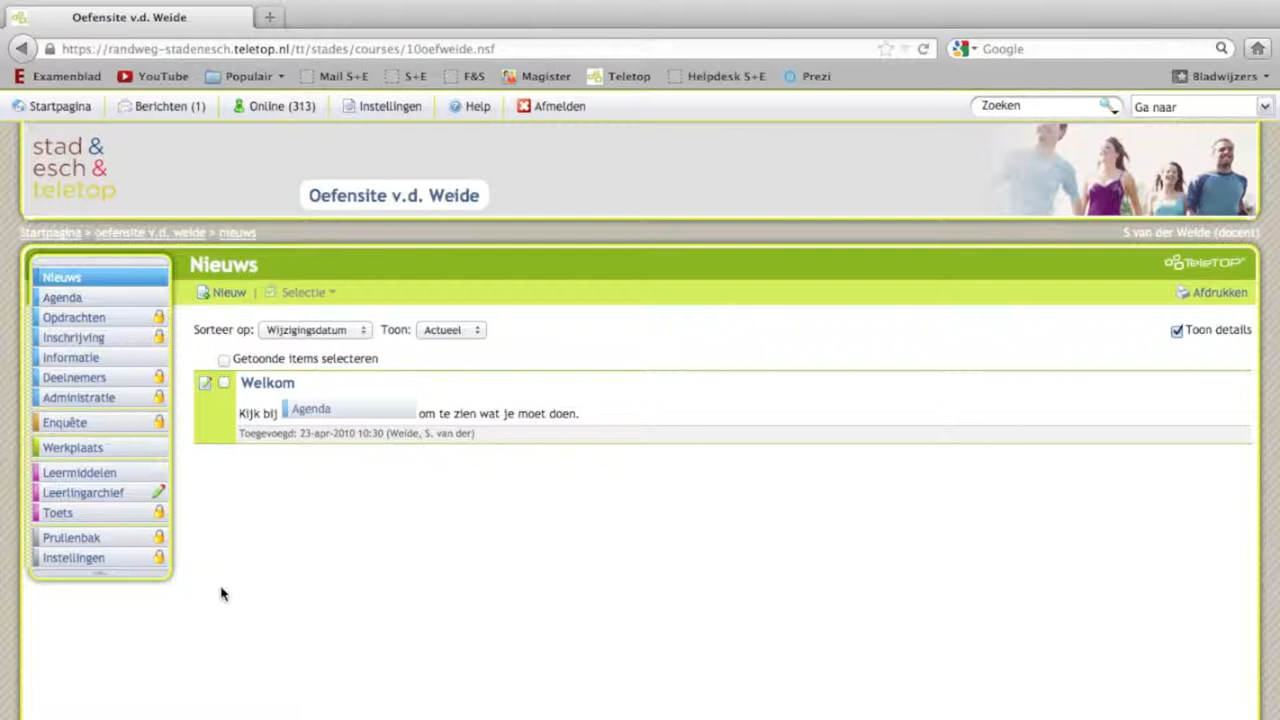 Oefensite v.d. Weide
https://randweg-stadenesch.teletop.nl/tt/stades/courses/10oefweide.nsf
Google
Examenblad YouTube Populair Mail S+E S+E F&S Magister Teletop Helpdesk S+E Prezi Bladwijzers
Startpagina Berichten (1) Online (313) Instellingen Help Afmelden Zoeken Ga naar
stad &
esch &
teletop
Oefensite v.d. Weide
Startpagina » oefensite v.d. weide » nieuws
S van der Weide (docent)
Nieuws
TeleTOP
Nieuw | Selectie
Afdrukken
Sorteer op: Wijzigingsdatum Toon: Actueel
Toon details
Getoonde items selecteren
Welkom
Kijk bij Agenda om te zien wat je moet doen.
Toegevoegd: 23-apr-2010 10:30 (Weide, S. van der)
Nieuws
Agenda
Opdrachten
Inschrijving
Informatie
Deelnemers
Administratie
Enquête
Werkplaats
Leermiddelen
Leerlingarchief
Toets
Prullenbak
Instellingen